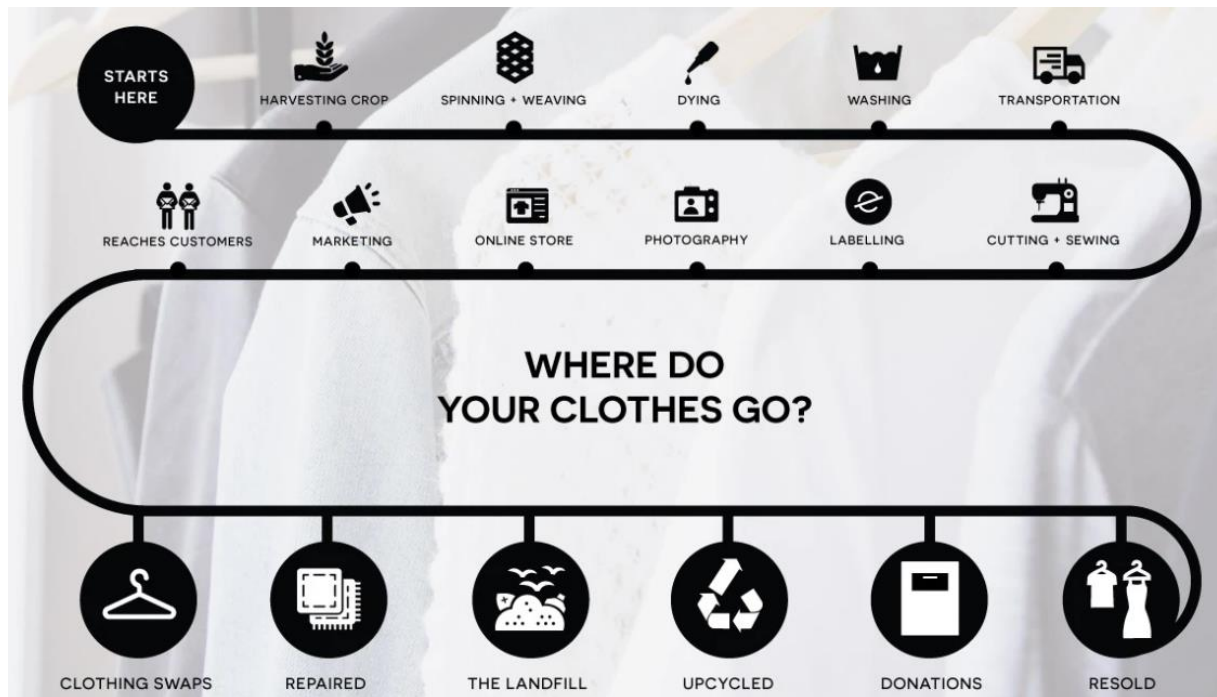 STARTS
HERE
HARVESTING CROP
SPINNING + WEAVING
DYING
WASHING
TRANSPORTATION
REACHES CUSTOMERS
MARKETING
ONLINE STORE
PHOTOGRAPHY
LABELLING
CUTTING + SEWING
WHERE DO
YOUR CLOTHES GO?
CLOTHING SWAPS
REPAIRED
THE LANDFILL
UPCYCLED
DONATIONS
RESOLD